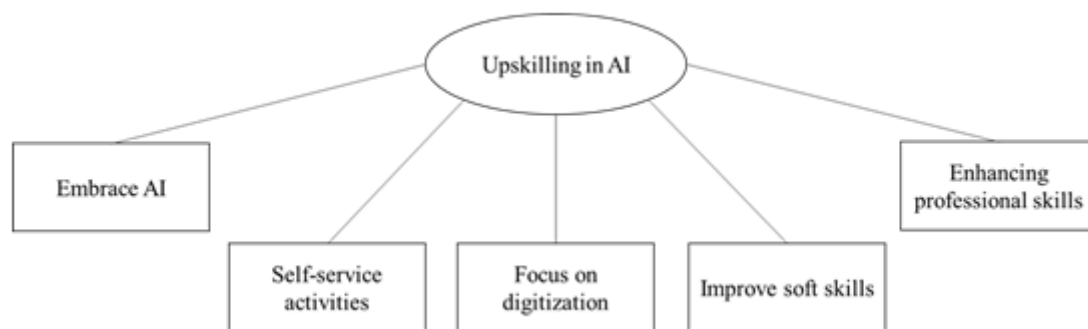 Upskilling in AI
Embrace AI
Enhancing
professional skills
Self-service
activities
Focus on
digitization
Improve soft skills